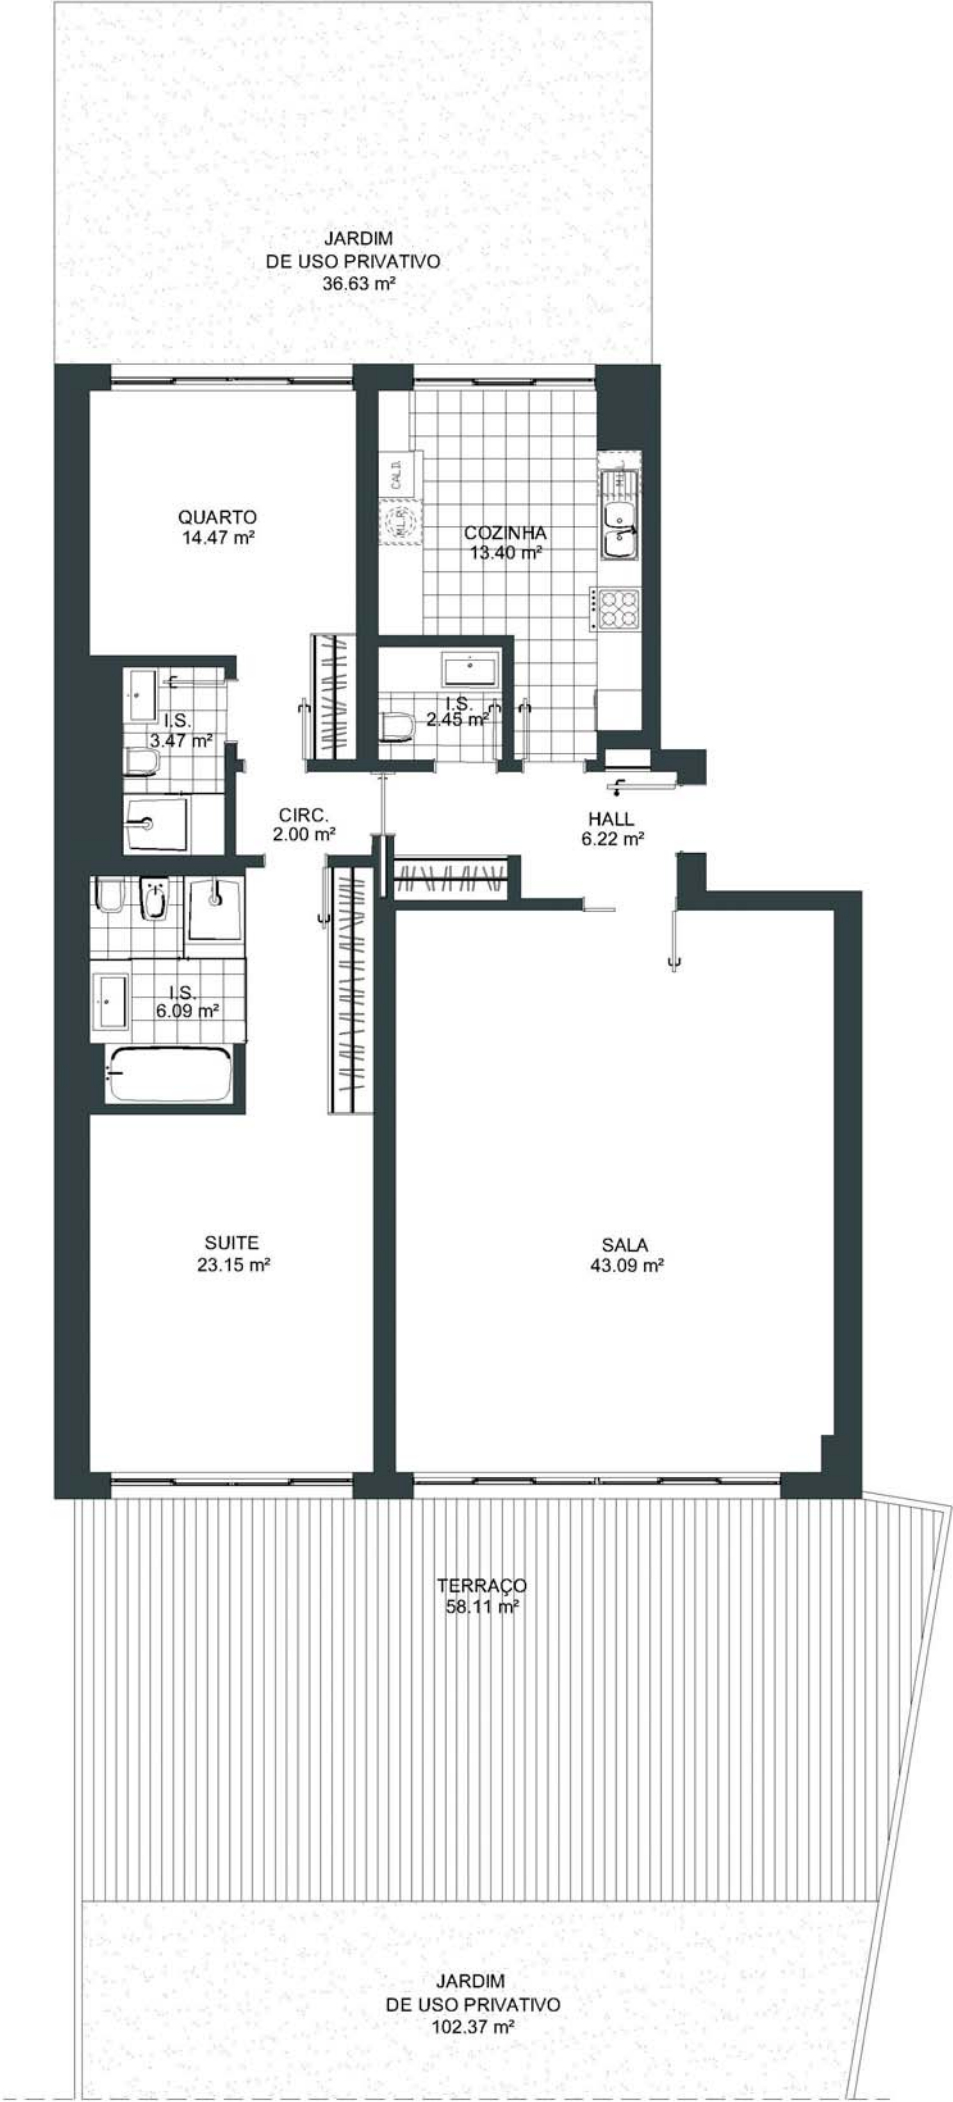 JARDIM
DE USO PRIVATIVO
36.63 m²
QUARTO
14.47 m²
CALD.
M.L.R.
COZINHA
13.40 m²
M.L.L.
I.S.
3.47 m²
I.S.
2.45 m²
CIRC.
2.00 m²
HALL
6.22 m²
I.S.
6.09 m²
SUITE
23.15 m²
SALA
43.09 m²
TERRAÇO
58.11 m²
JARDIM
DE USO PRIVATIVO
102.37 m²